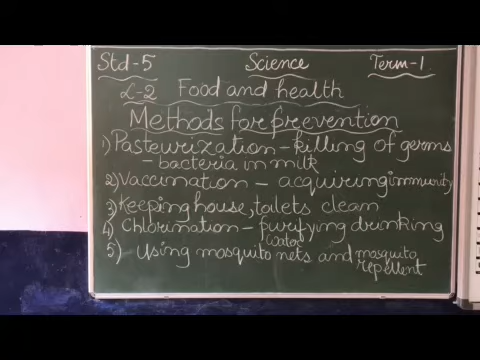 Std-5 Science Term-1
L-2 Food and health
Methods for prevention
1) Pasteurization - killing of germs
- bacteria in milk
2) Vaccination - acquiring immunity
3) Keeping house, toilets clean
4) Chlorination - purifying drinking
water
5) Using mosquito nets and mosquito
repellent